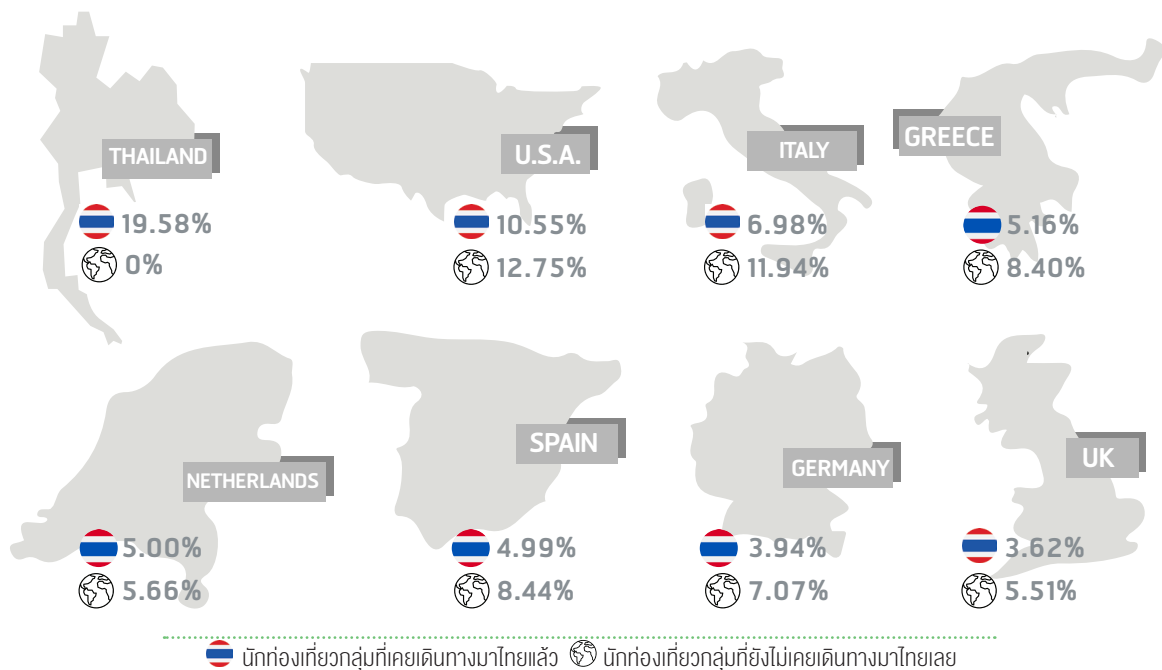 THAILAND
19.58%
0%
U.S.A.
10.55%
12.75%
ITALY
6.98%
11.94%
GREECE
5.16%
8.40%
NETHERLANDS
5.00%
5.66%
SPAIN
4.99%
8.44%
GERMANY
3.94%
7.07%
UK
3.62%
5.51%
นักท่องเที่ยวกลุ่มที่เคยเดินทางมาไทยแล้ว นักท่องเที่ยวกลุ่มที่ยังไม่เคยเดินทางมาไทยเลย